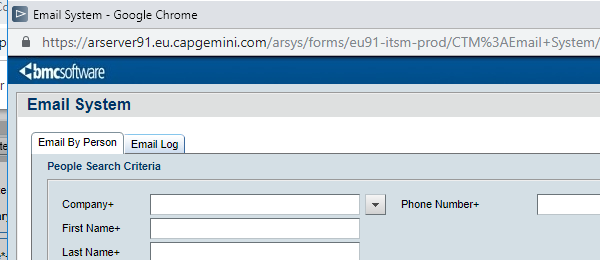 Email System - Google Chrome
https://arserver91.eu.capgemini.com/arsys/forms/eu91-itsm-prod/CTM%3AEmail+System/
bmcsoftware
Email System
Email By Person Email Log
People Search Criteria
Company+ Phone Number+
First Name+
Last Name+